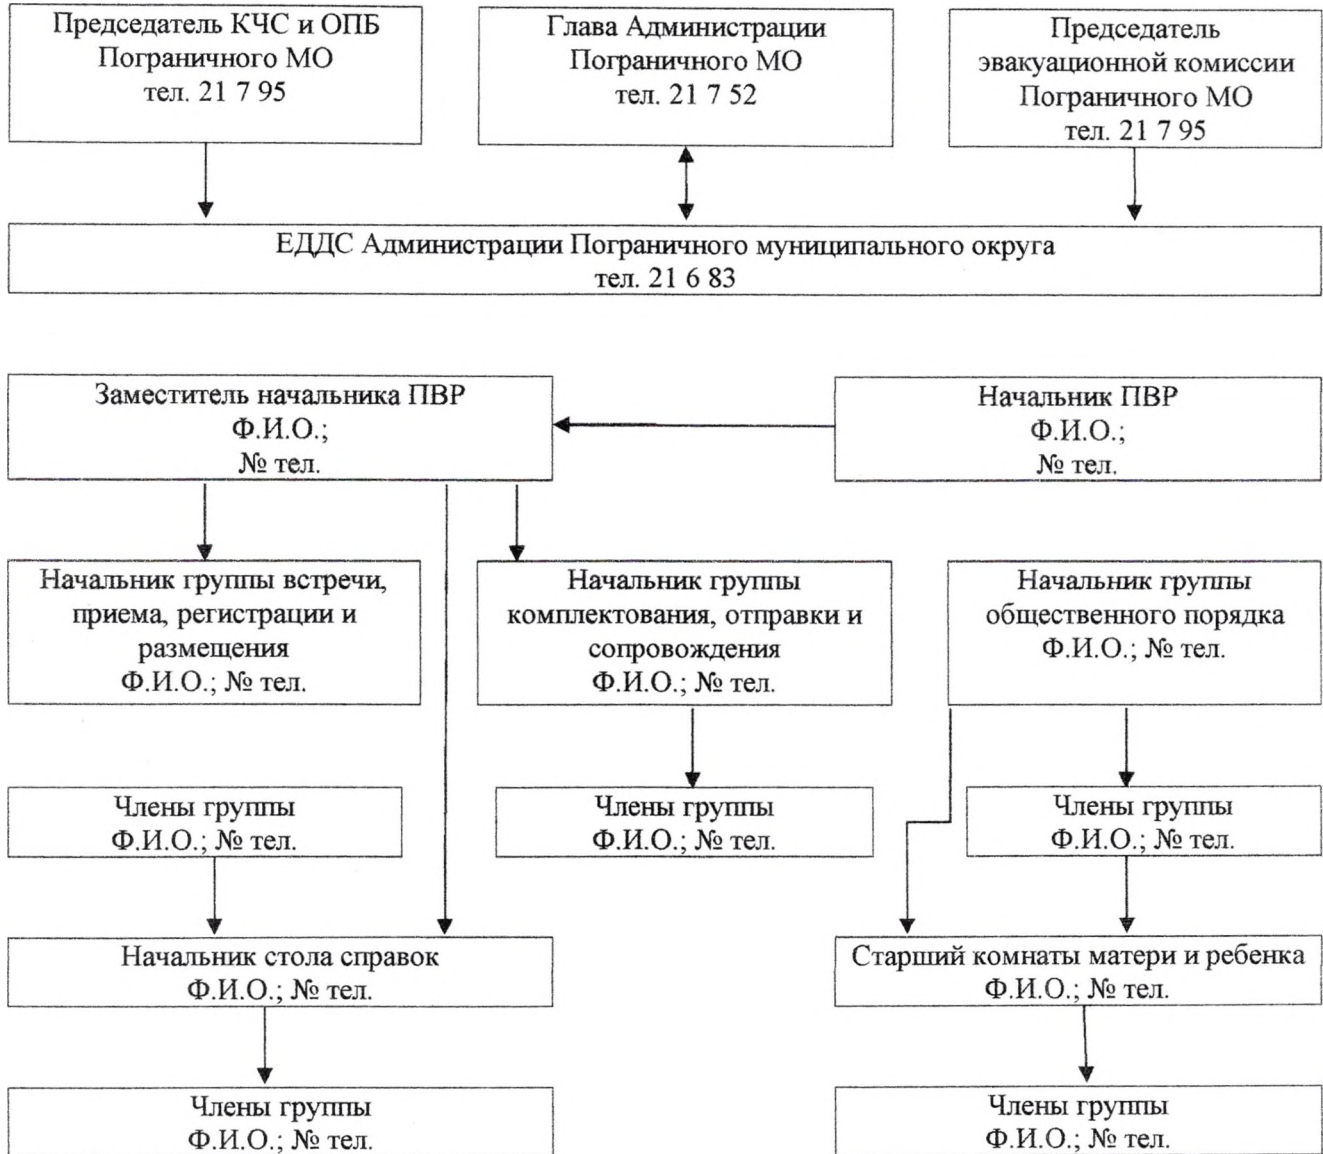 Председатель КЧС и ОПБ
Пограничного МО
тел. 21 7 95
Глава Администрации
Пограничного МО
тел. 21 7 52
Председатель
эвакуационной комиссии
Пограничного МО
тел. 21 7 95
ЕДДС Администрации Пограничного муниципального округа
тел. 21 6 83
Заместитель начальника ПВР
Ф.И.О.;
№ тел.
Начальник ПВР
Ф.И.О.;
№ тел.
Начальник группы встречи,
приема, регистрации и
размещения
Ф.И.О.; № тел.
Начальник группы
комплектования, отправки и
сопровождения
Ф.И.О.; № тел.
Начальник группы
общественного порядка
Ф.И.О.; № тел.
Члены группы
Ф.И.О.; № тел.
Члены группы
Ф.И.О.; № тел.
Члены группы
Ф.И.О.; № тел.
Начальник стола справок
Ф.И.О.; № тел.
Старший комнаты матери и ребенка
Ф.И.О.; № тел.
Члены группы
Ф.И.О.; № тел.
Члены группы
Ф.И.О.; № тел.